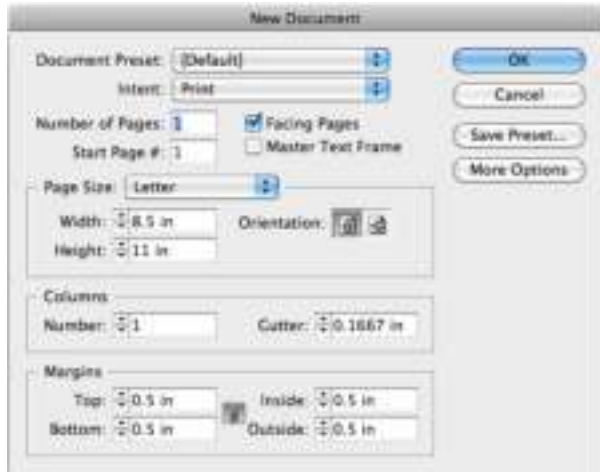 New Document
Document Preset: [Default]
OK
Intent: Print
Cancel
Number of Pages: 1
Facing Pages
Save Preset...
Start Page #: 1
Master Text Frame
More Options
Page Size: Letter
Width: 8.5 in
Orientation:
Height: 11 in
Columns
Number: 1
Gutter: 0.1667 in
Margins
Top: 0.5 in
Inside: 0.5 in
Bottom: 0.5 in
Outside: 0.5 in